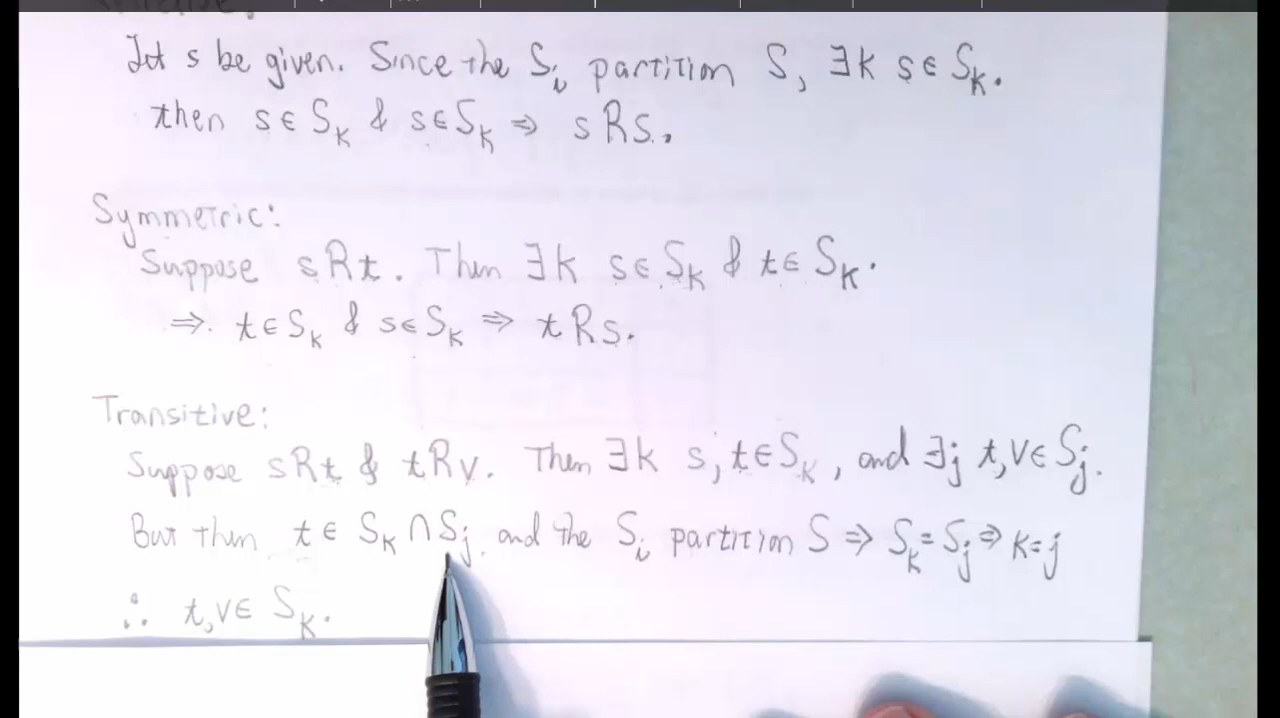 Let s be given. Since the Sᵢ partition S, ∃k s∈Sₖ.
then s∈Sₖ & s∈Sₖ ⇒ sRs.
Symmetric:
Suppose sRt. Then ∃k s∈Sₖ & t∈Sₖ.
⇒ t∈Sₖ & s∈Sₖ ⇒ tRs.
Transitive:
Suppose sRt & tRv. Then ∃k s,t∈Sₖ, and ∃j t,v∈Sⱼ.
But then t∈ Sₖ∩Sⱼ and the Sᵢ partition S ⇒ Sₖ=Sⱼ ⇒ k=j
∴ t,v∈ Sₖ.